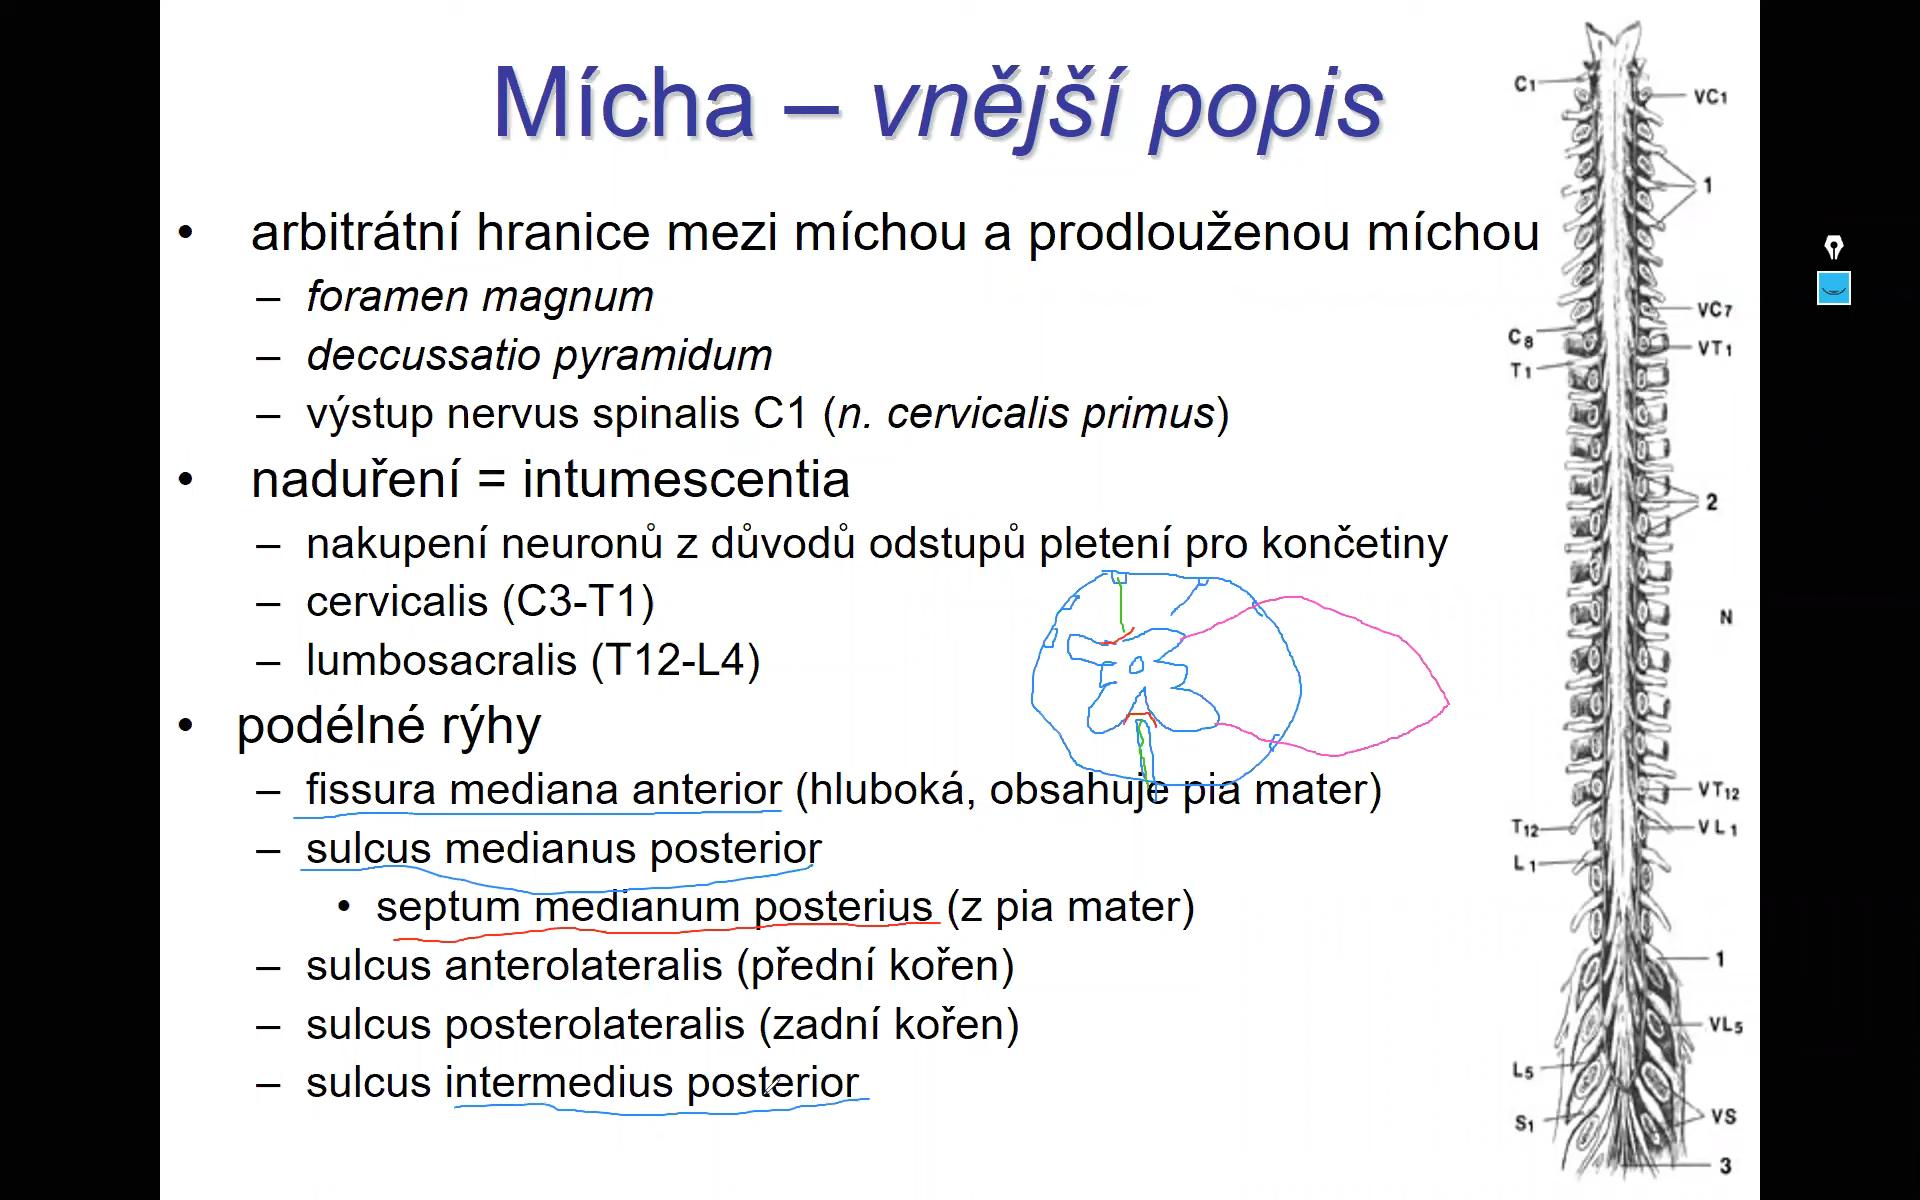 Mícha – vnější popis
• arbitrátní hranice mezi míchou a prodlouženou míchou
– foramen magnum
– deccussatio pyramidum
– výstup nervus spinalis C1 (n. cervicalis primus)
• naduření = intumescentia
– nakupení neuronů z důvodů odstupů pletení pro končetiny
– cervicalis (C3-T1)
– lumbosacralis (T12-L4)
• podélné rýhy
– fissura mediana anterior (hluboká, obsahuje pia mater)
– sulcus medianus posterior
• septum medianum posterius (z pia mater)
– sulcus anterolateralis (přední kořen)
– sulcus posterolateralis (zadní kořen)
– sulcus intermedius posterior
C1
VC1
1
VC7
C8
VT1
T1
2
N
VT12
T12
VL1
L1
1
VL5
L5
VS
S1
3